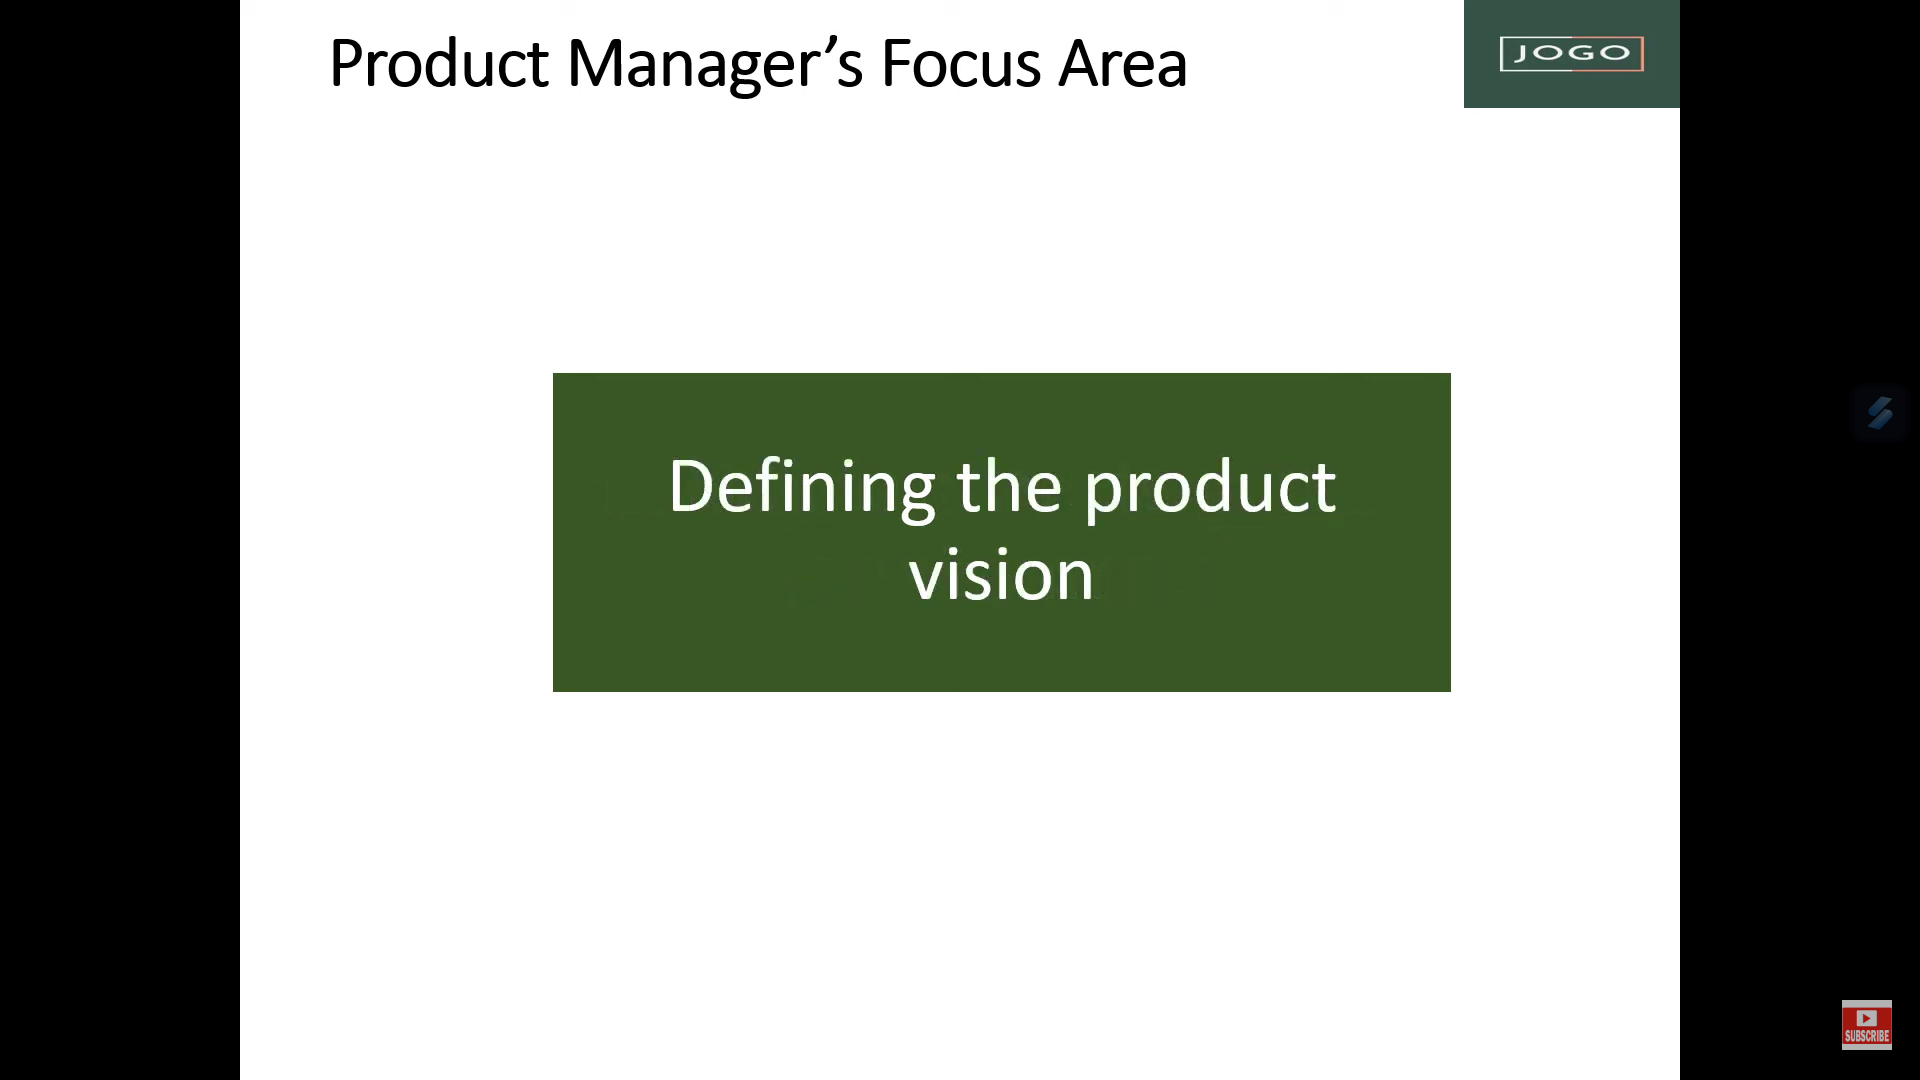 Product Manager’s Focus Area
JOGO
Defining the product
vision
SUBSCRIBE